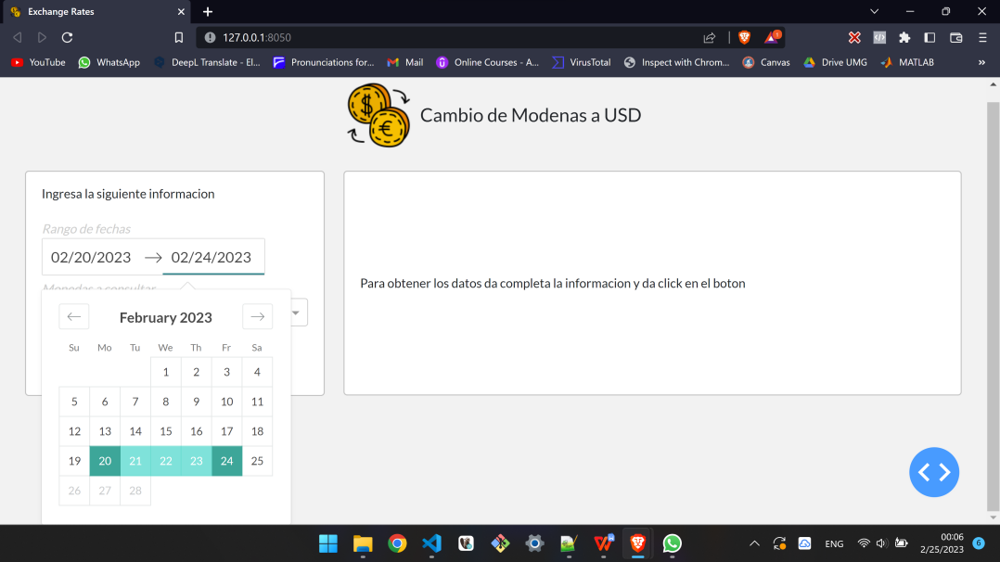 Exchange Rates
127.0.0.1:8050
YouTube WhatsApp DeepL Translate - El... Pronunciations for... Mail Online Courses - A... VirusTotal Inspect with Chrom... Canvas Drive UMG MATLAB
Cambio de Modenas a USD
Ingresa la siguiente informacion
Rango de fechas
02/20/2023 → 02/24/2023
Monedas a consultar
Para obtener los datos da completa la informacion y da click en el boton
February 2023
Su Mo Tu We Th Fr Sa
1 2 3 4
5 6 7 8 9 10 11
12 13 14 15 16 17 18
19 20 21 22 23 24 25
26 27 28
ENG
00:06
2/25/2023
6